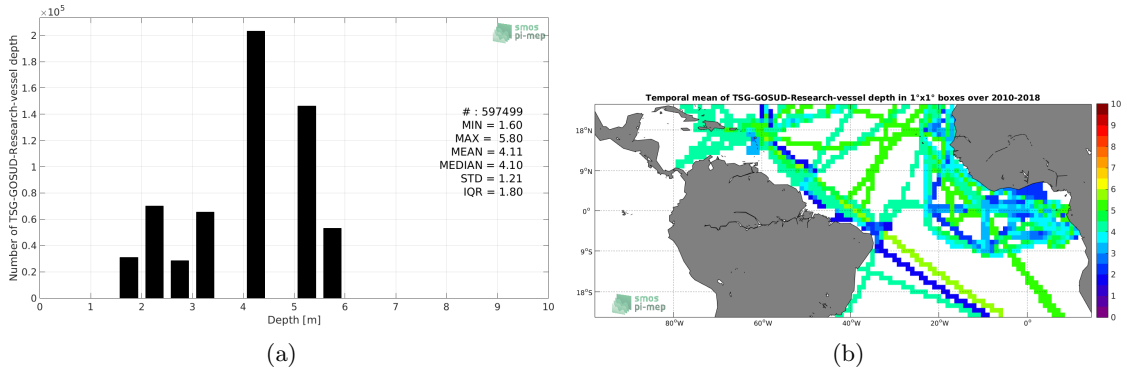 ×10⁵
smos
pi-mep
2
1.8
1.6
1.4
1.2
1
0.8
0.6
0.4
0.2
0
Number of TSG-GOSUD-Research-vessel depth
# : 597499
MIN = 1.60
MAX = 5.80
MEAN = 4.11
MEDIAN = 4.10
STD = 1.21
IQR = 1.80
0 1 2 3 4 5 6 7 8 9 10
Depth [m]
(a)
Temporal mean of TSG-GOSUD-Research-vessel depth in 1°x1° boxes over 2010-2018
18°N
9°N
0°
9°S
18°S
smos
pi-mep
80°W 60°W 40°W 20°W 0°
10
9
8
7
6
5
4
3
2
1
0
(b)